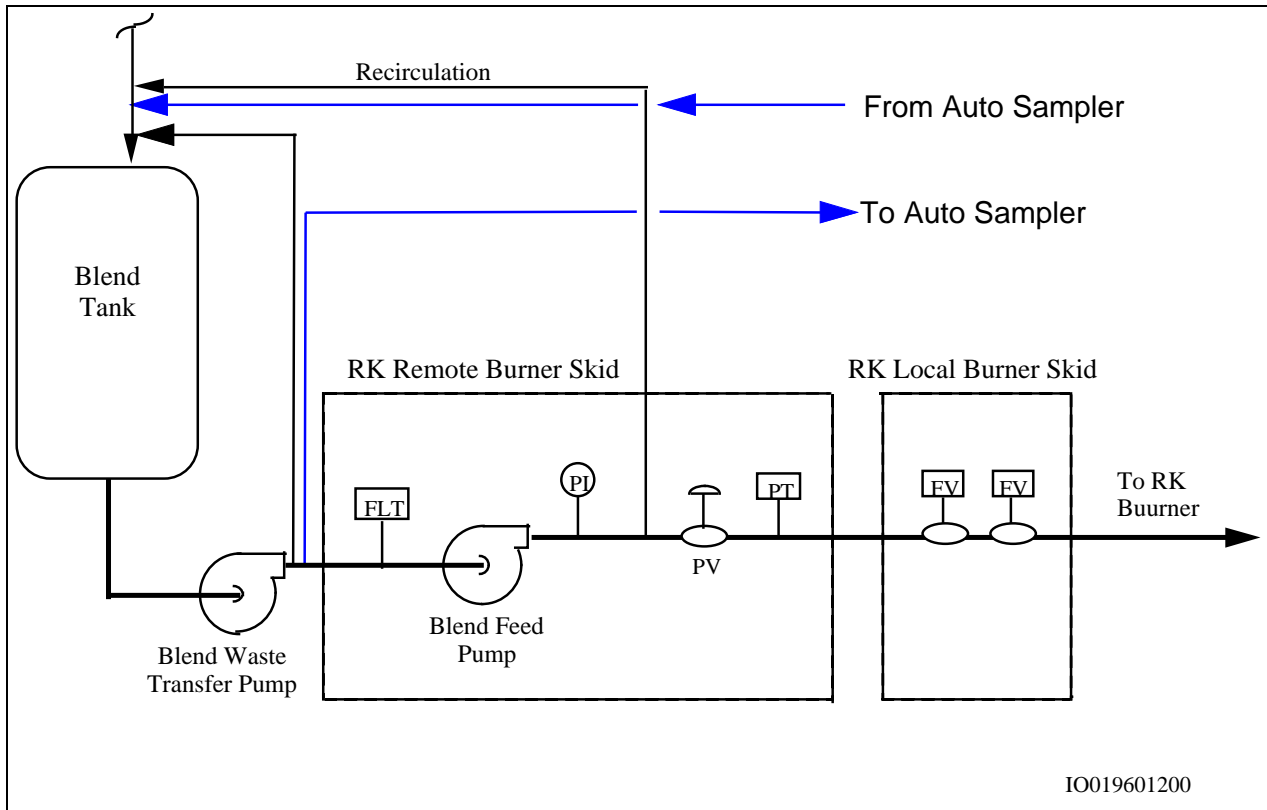 Recirculation
From Auto Sampler
To Auto Sampler
Blend
Tank
RK Remote Burner Skid
RK Local Burner Skid
FLT
PI
PT
FV
FV
To RK
Buurner
PV
Blend Feed
Pump
Blend Waste
Transfer Pump
IO019601200